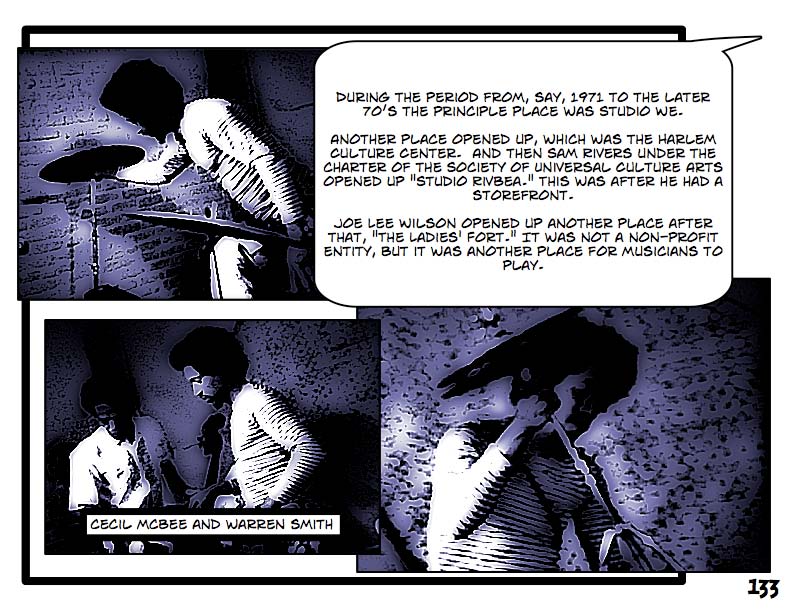 DURING THE PERIOD FROM, SAY, 1971 TO THE LATER
70'S THE PRINCIPLE PLACE WAS STUDIO WE.
ANOTHER PLACE OPENED UP, WHICH WAS THE HARLEM
CULTURE CENTER. AND THEN SAM RIVERS UNDER THE
CHARTER OF THE SOCIETY OF UNIVERSAL CULTURE ARTS
OPENED UP "STUDIO RIVBEA." THIS WAS AFTER HE HAD A
STOREFRONT.
JOE LEE WILSON OPENED UP ANOTHER PLACE AFTER
THAT, "THE LADIES' FORT." IT WAS NOT A NON-PROFIT
ENTITY, BUT IT WAS ANOTHER PLACE FOR MUSICIANS TO
PLAY.
CECIL MCBEE AND WARREN SMITH
133